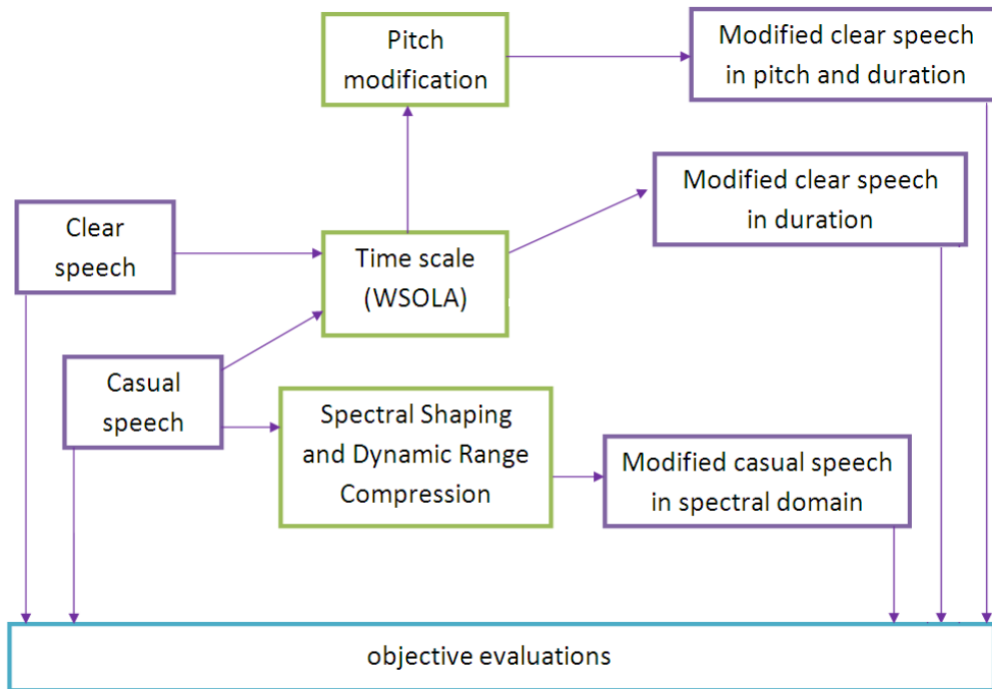 Pitch
modification
Modified clear speech
in pitch and duration
Modified clear speech
in duration
Clear
speech
Time scale
(WSOLA)
Casual
speech
Spectral Shaping
and Dynamic Range
Compression
Modified casual speech
in spectral domain
objective evaluations